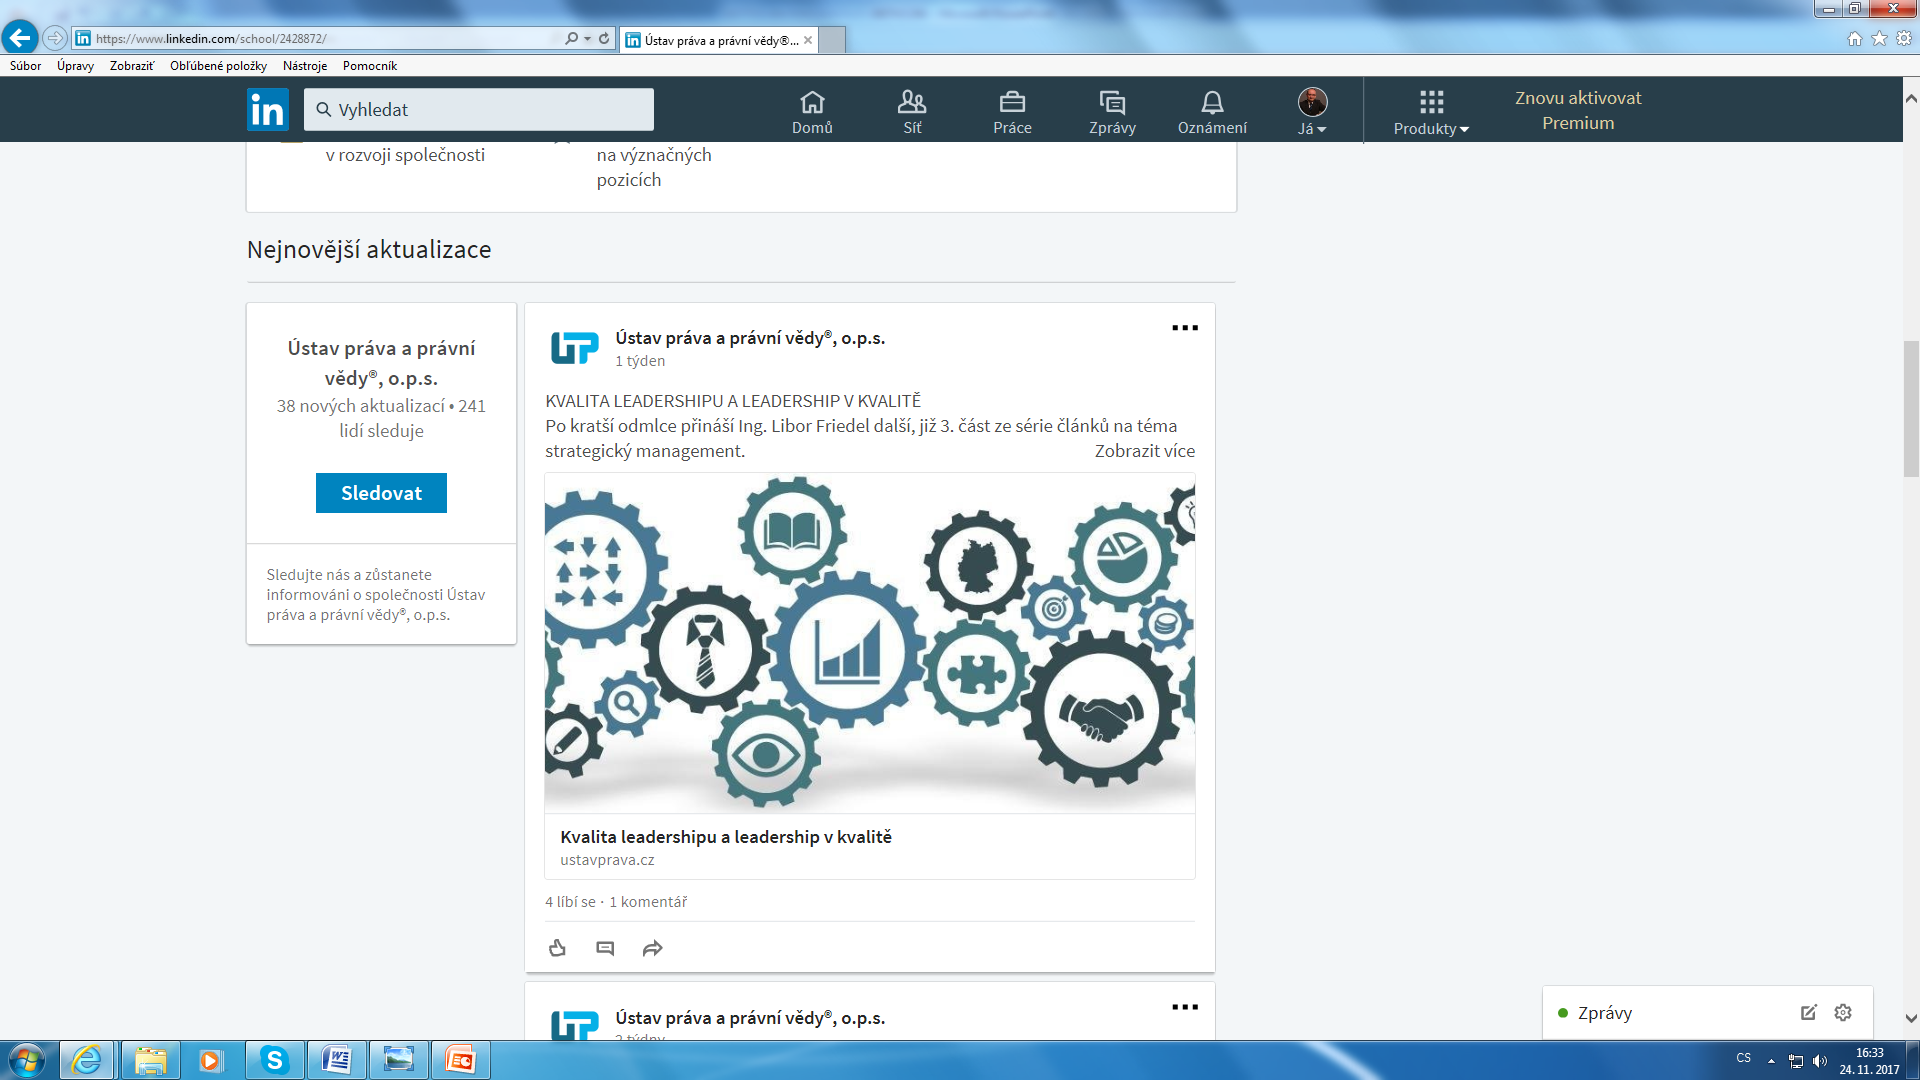 https://www.linkedin.com/school/2428872/
Ústav práva a právní vědy®...
Súbor Úpravy Zobraziť Obľúbené položky Nástroje Pomocník
in Vyhledat
Domů Síť Práce Zprávy Oznámení Já Produkty
Znovu aktivovat
Premium
v rozvoji společnosti
na význačných
pozicích
Nejnovější aktualizace
Ústav práva a právní
vědy®, o.p.s.
38 nových aktualizací • 241
lidí sleduje
Sledovat
Sledujte nás a zůstanete
informováni o společnosti Ústav
práva a právní vědy®, o.p.s.
Ústav práva a právní vědy®, o.p.s.
1 týden
KVALITA LEADERSHIPU A LEADERSHIP V KVALITĚ
Po kratší odmlce přináší Ing. Libor Friedel další, již 3. část ze série článků na téma
strategický management. Zobrazit více
Kvalita leadershipu a leadership v kvalitě
ustavprava.cz
4 líbí se · 1 komentář
Ústav práva a právní vědy®, o.p.s.
2 týdny
Zprávy
CS
16:33
24. 11. 2017